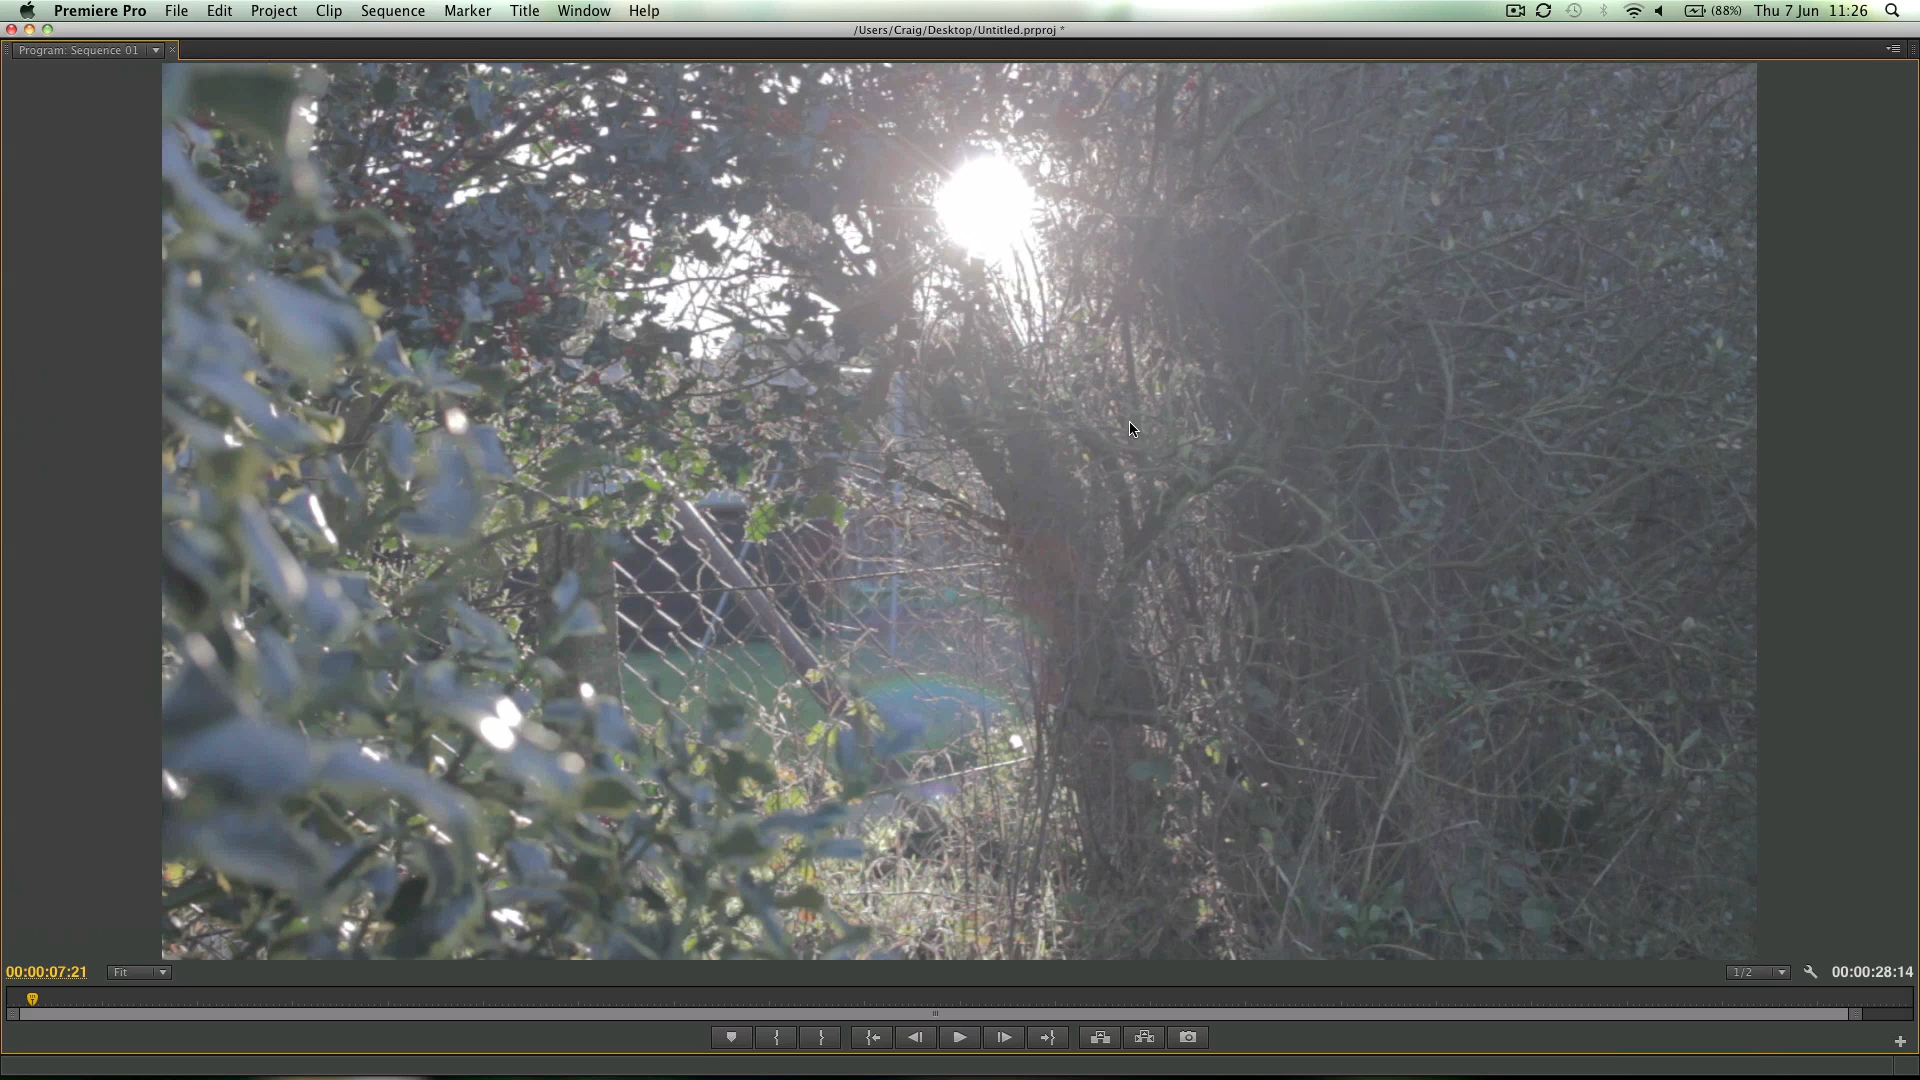 Premiere Pro File Edit Project Clip Sequence Marker Title Window Help (88%) Thu 7 Jun 11:26
/Users/Craig/Desktop/Untitled.prproj *
Program: Sequence 01
00:00:07:21 Fit 1/2 00:00:28:14